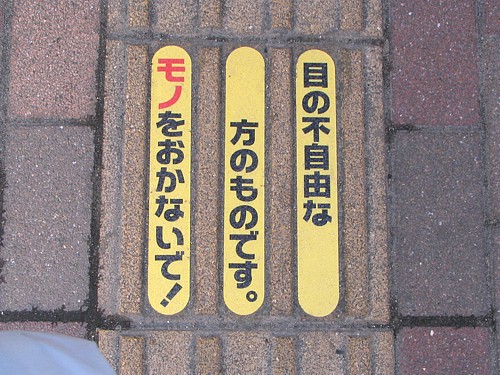 目の不自由な
方のものです。
モノをおかないで!